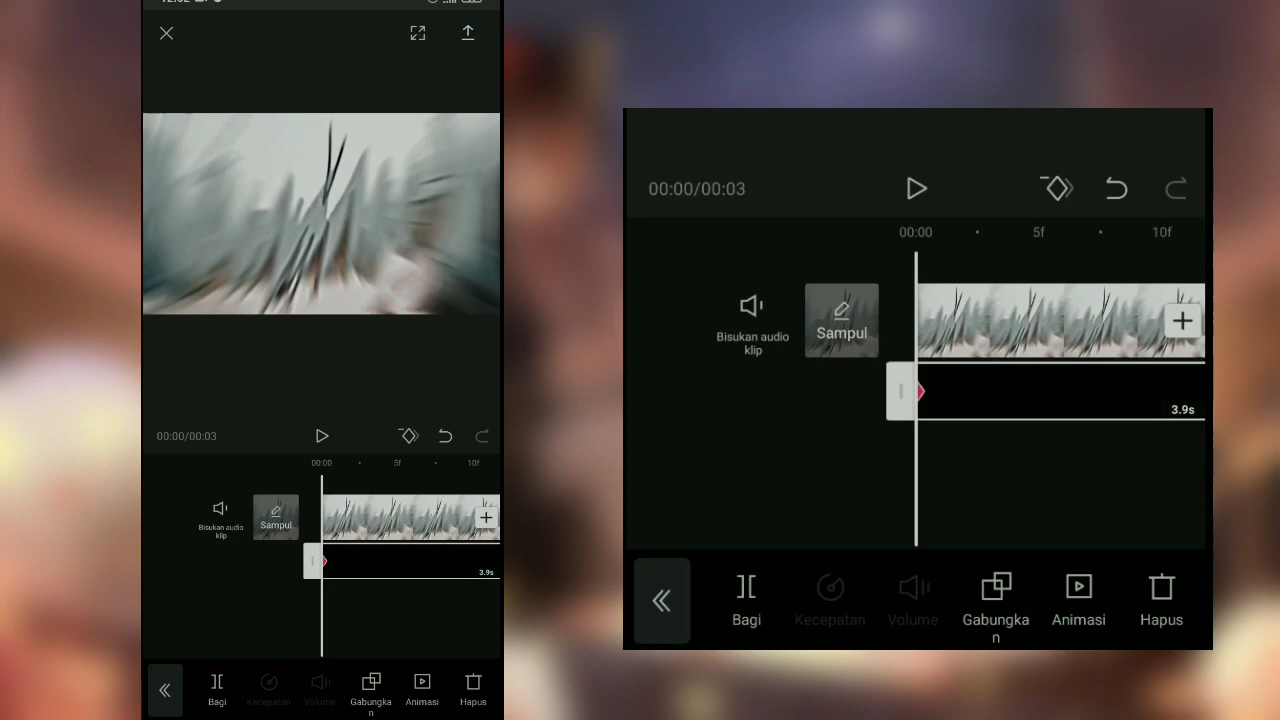 00:00/00:03
00:00
5f
10f
Bisukan audio
klip
Sampul
3.9s
Bagi
Kecepatan
Volume
Gabungka
n
Animasi
Hapus
00:00/00:03
00:00
5f
10f
Bisukan audio
klip
Sampul
3.9s
Bagi
Kecepatan
Volume
Gabungka
n
Animasi
Hapus